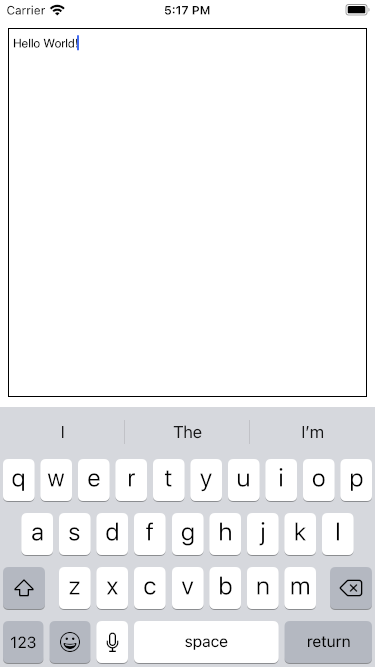 Carrier 5:17 PM
Hello World!
I The I'm
q w e r t y u i o p
a s d f g h j k l
z x c v b n m
123 space return